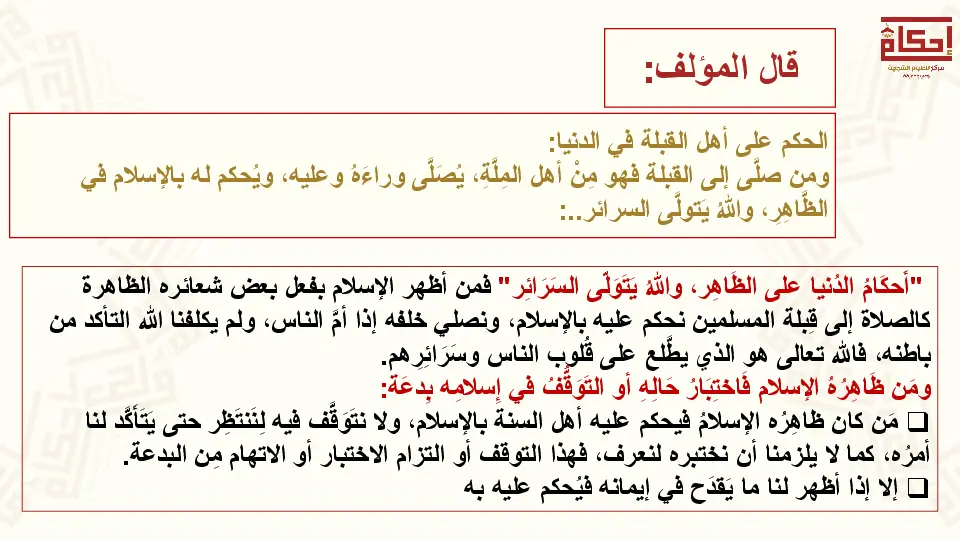 إحكام
مركز للعلوم الشرعية
قال المؤلف:
الحكم على أهل القبلة في الدنيا:
ومن صلَّى إلى القبلة فهو مِنْ أهل المِلَّةِ، يُصَلَّى وراءَهُ وعليه، ويُحكم له بالإسلام في
الظَّاهِرِ، واللهُ يَتولَّى السرائر..:
"أَحكَامُ الدُنيا على الظَاهِر، واللهُ يَتَوَلّى السَرَائِر" فمن أظهر الإسلام بفعل بعض شعائره الظاهرة
كالصلاة إلى قِبلة المسلمين نحكم عليه بالإسلام، ونصلي خلفه إذا أمَّ الناس، ولم يكلفنا الله التأكد من
باطنه، فالله تعالى هو الذي يطَّلع على قُلوب الناس وسَرَائِرِهم.
ومَن ظَاهِرُهُ الإسلام فَاختِبَارُ حَالِهِ أو التَوَقُّفُ في إِسلامِه بِدعَة:
❑ مَن كان ظاهِرُه الإسلامُ فيحكم عليه أهل السنة بالإسلام، ولا نتَوَقَّف فيه لِنَنتَظِر حتى يَتَأَكَّد لنا
أمرُه، كما لا يلزمنا أن نختبره لنعرف، فهذا التوقف أو التزام الاختبار أو الاتهام مِن البدعة.
❑ إلا إذا أظهر لنا ما يَقدَح في إيمانه فيُحكم عليه به